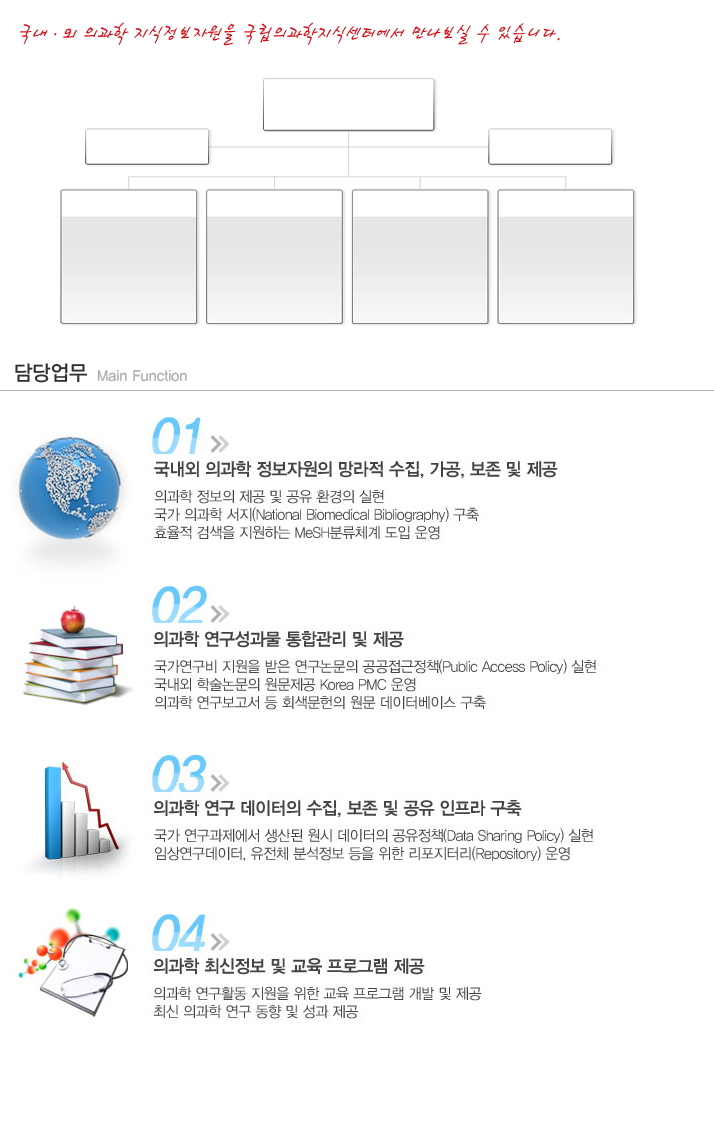 국내·외 의과학 지식정보자원을 국립의과학지식센터에서 만나보실 수 있습니다.
담당업무 Main Function
01
국내외 의과학 정보자원의 망라적 수집, 가공, 보존 및 제공
의과학 정보의 제공 및 공유 환경의 실현
국가 의과학 서지(National Biomedical Bibliography) 구축
효율적 검색을 지원하는 MeSH분류체계 도입 운영
02
의과학 연구성과물 통합관리 및 제공
국가연구비 지원을 받은 연구논문의 공공접근정책(Public Access Policy) 실현
국내외 학술논문의 원문제공 Korea PMC 운영
의과학 연구보고서 등 회색문헌의 원문 데이터베이스 구축
03
의과학 연구 데이터의 수집, 보존 및 공유 인프라 구축
국가 연구과제에서 생산된 원시 데이터의 공유정책(Data Sharing Policy) 실현
임상연구데이터, 유전체 분석정보 등을 위한 리포지터리(Repository) 운영
04
의과학 최신정보 및 교육 프로그램 제공
의과학 연구활동 지원을 위한 교육 프로그램 개발 및 제공
최신 의과학 연구 동향 및 성과 제공